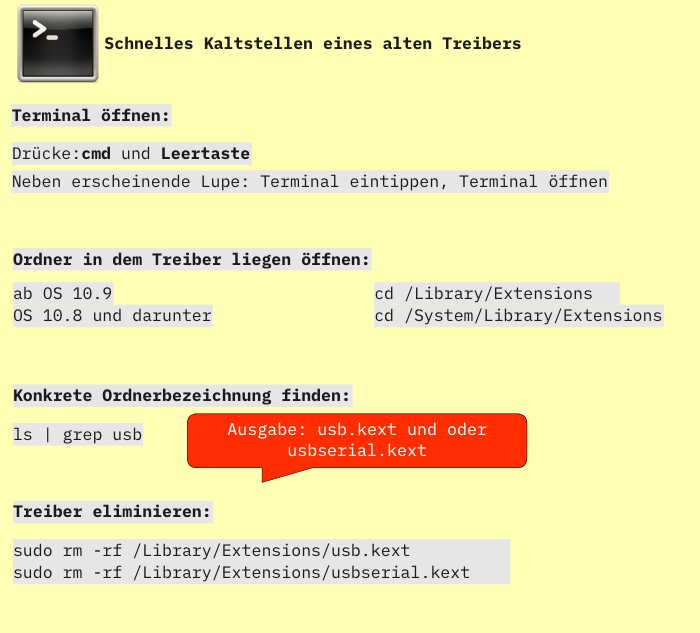 >_
Schnelles Kaltstellen eines alten Treibers
Terminal öffnen:
Drücke:cmd und Leertaste
Neben erscheinende Lupe: Terminal eintippen, Terminal öffnen
Ordner in dem Treiber liegen öffnen:
ab OS 10.9 cd /Library/Extensions
OS 10.8 und darunter cd /System/Library/Extensions
Konkrete Ordnerbezeichnung finden:
ls | grep usb
Ausgabe: usb.kext und oder
usbserial.kext
Treiber eliminieren:
sudo rm -rf /Library/Extensions/usb.kext
sudo rm -rf /Library/Extensions/usbserial.kext